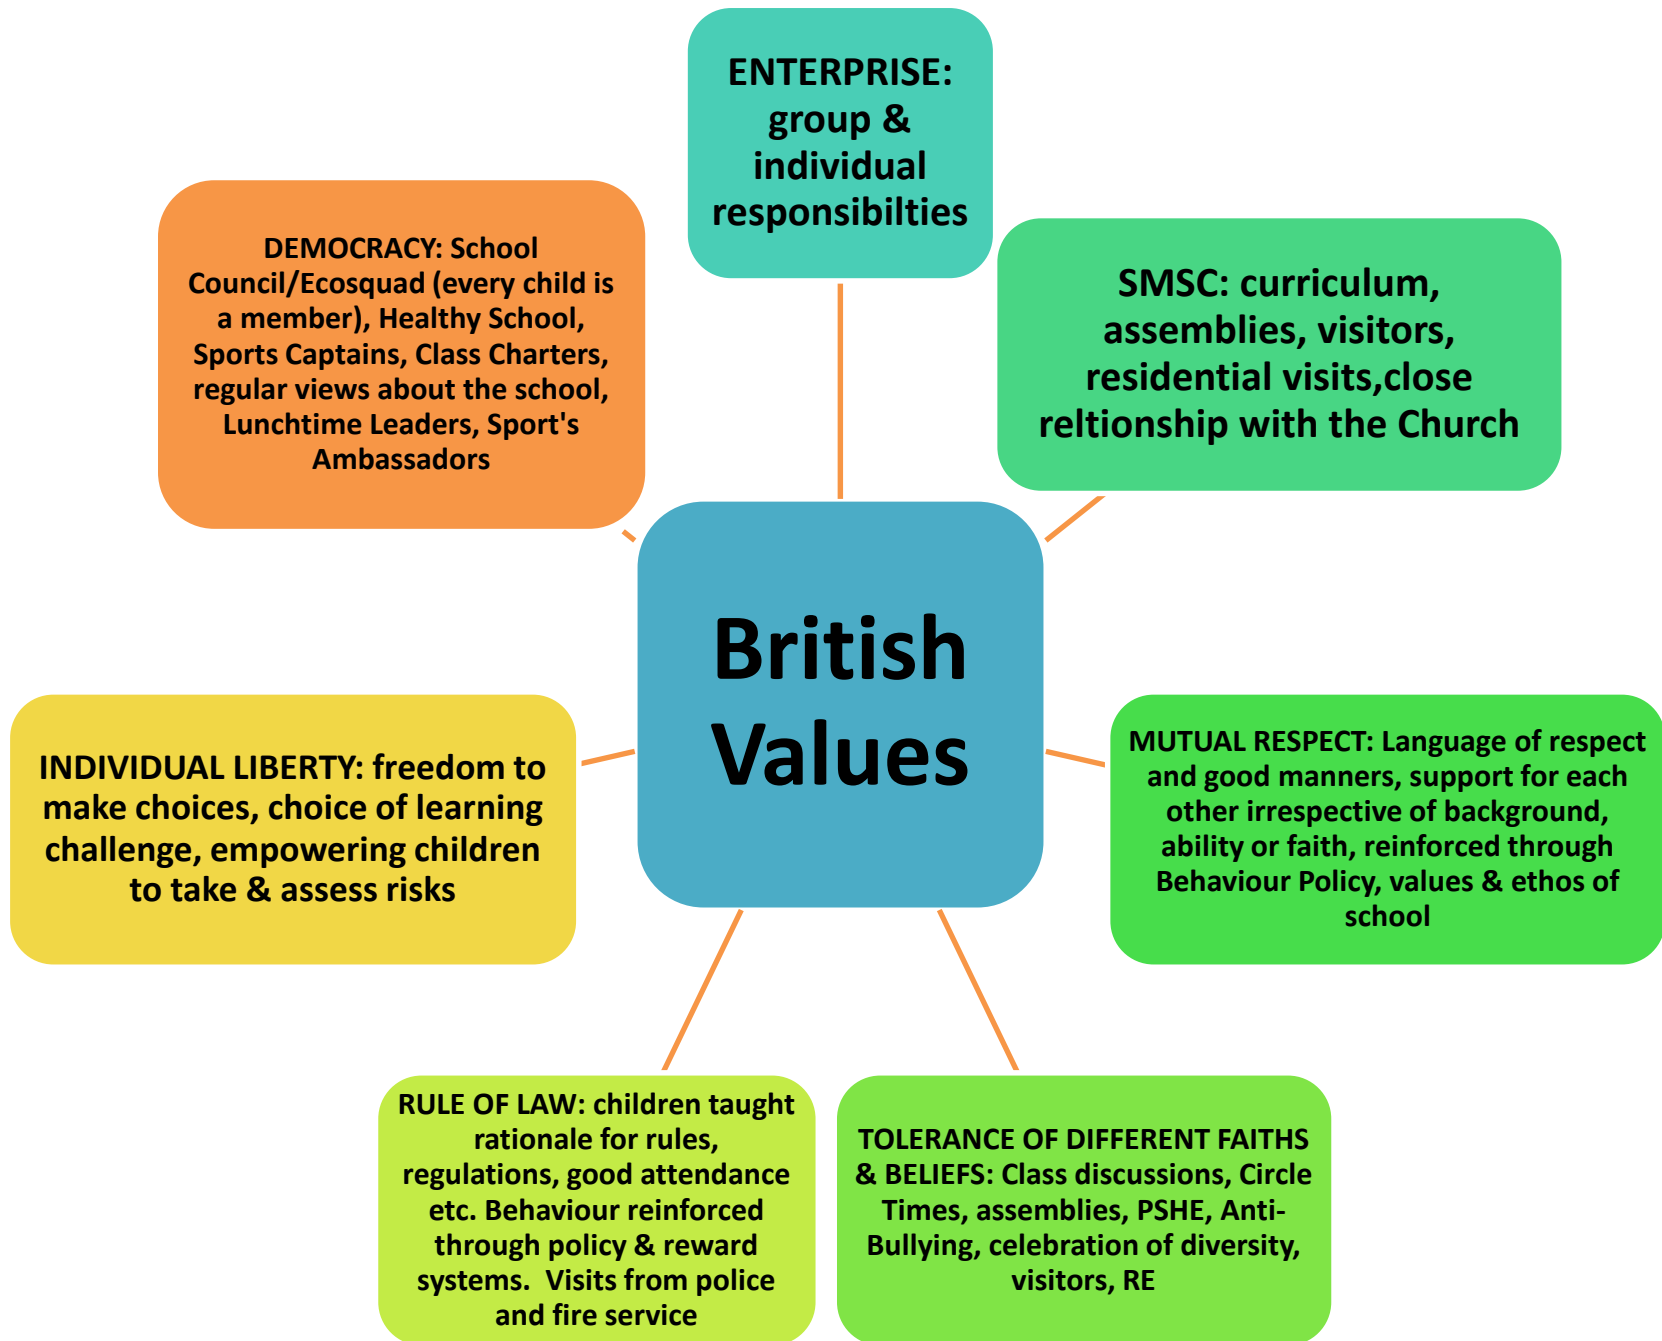 ENTERPRISE:
group &
individual
responsibilties
SMSC: curriculum,
assemblies, visitors,
residential visits,close
reltionship with the Church
MUTUAL RESPECT: Language of respect
and good manners, support for each
other irrespective of background,
ability or faith, reinforced through
Behaviour Policy, values & ethos of
school
TOLERANCE OF DIFFERENT FAITHS
& BELIEFS: Class discussions, Circle
Times, assemblies, PSHE, Anti-
Bullying, celebration of diversity,
visitors, RE
RULE OF LAW: children taught
rationale for rules,
regulations, good attendance
etc. Behaviour reinforced
through policy & reward
systems.  Visits from police
and fire service
INDIVIDUAL LIBERTY: freedom to
make choices, choice of learning
challenge, empowering children
to take & assess risks
DEMOCRACY: School
Council/Ecosquad (every child is
a member), Healthy School,
Sports Captains, Class Charters,
regular views about the school,
Lunchtime Leaders, Sport's
Ambassadors
British
Values